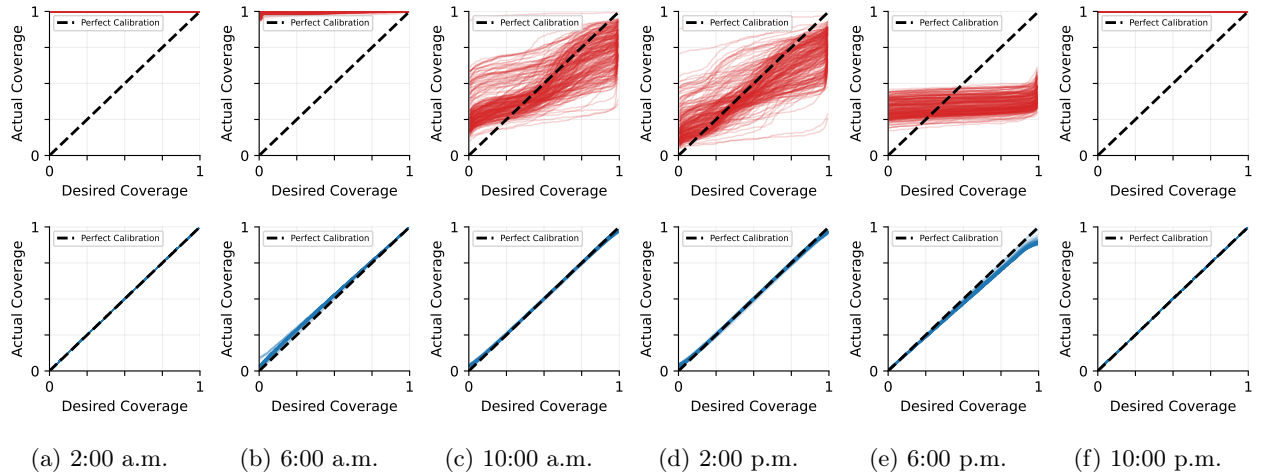 1 1 1 1 1 1
Perfect Calibration Perfect Calibration Perfect Calibration Perfect Calibration Perfect Calibration Perfect Calibration
Actual Coverage Actual Coverage Actual Coverage Actual Coverage Actual Coverage Actual Coverage
0 0 0 0 0 0
0 1 0 1 0 1 0 1 0 1 0 1
Desired Coverage Desired Coverage Desired Coverage Desired Coverage Desired Coverage Desired Coverage
1 1 1 1 1 1
Perfect Calibration Perfect Calibration Perfect Calibration Perfect Calibration Perfect Calibration Perfect Calibration
Actual Coverage Actual Coverage Actual Coverage Actual Coverage Actual Coverage Actual Coverage
0 0 0 0 0 0
0 1 0 1 0 1 0 1 0 1 0 1
Desired Coverage Desired Coverage Desired Coverage Desired Coverage Desired Coverage Desired Coverage
(a) 2:00 a.m. (b) 6:00 a.m. (c) 10:00 a.m. (d) 2:00 p.m. (e) 6:00 p.m. (f) 10:00 p.m.